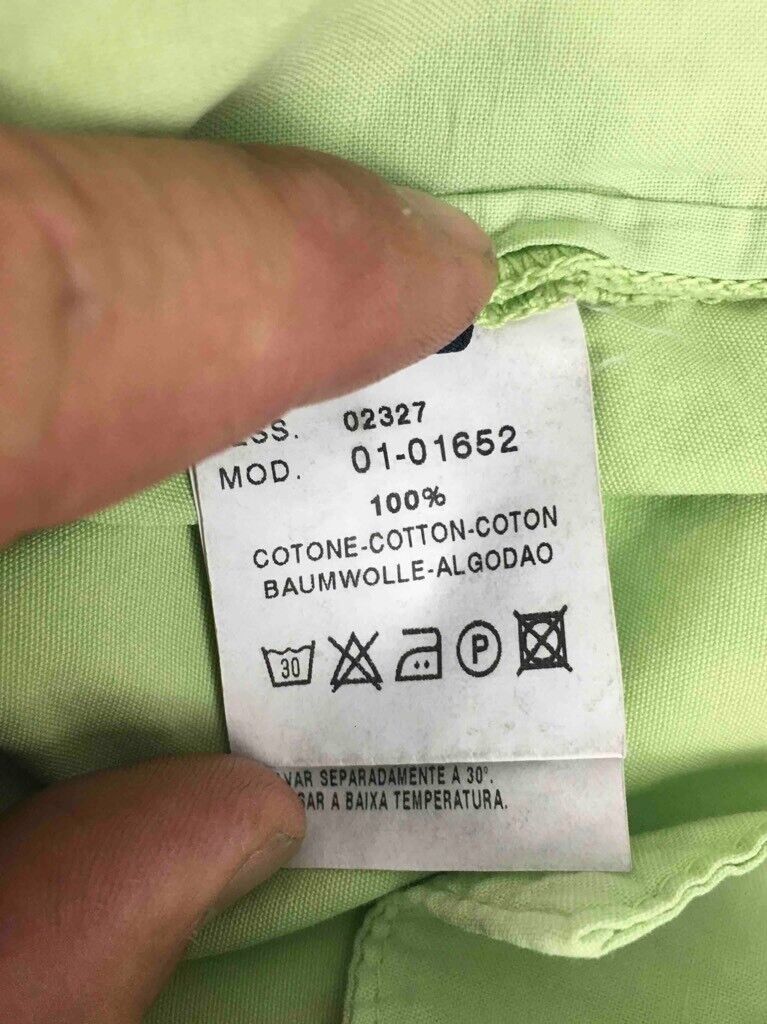 02327
MOD. 01-01652
100%
COTONE-COTTON-COTON
BAUMWOLLE-ALGODAO
30 P
SEPARADAMENTE A 30°.
A BAIXA TEMPERATURA.